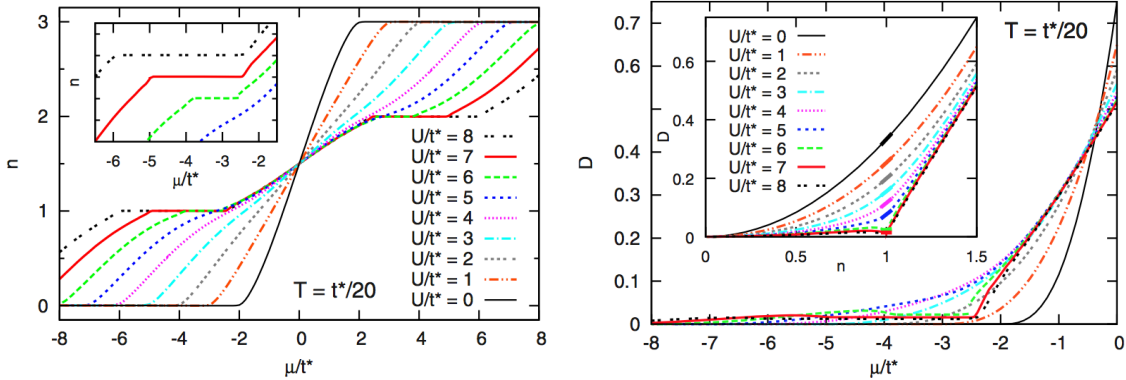 3
2
1
0
n
-8 -6 -4 -2 0 2 4 6 8
μ/t*
T = t*/20
U/t* = 8
U/t* = 7
U/t* = 6
U/t* = 5
U/t* = 4
U/t* = 3
U/t* = 2
U/t* = 1
U/t* = 0
n
-6 -5 -4 -3 -2
μ/t*
0.7
0.6
0.5
0.4
0.3
0.2
0.1
0
D
-8 -7 -6 -5 -4 -3 -2 -1 0
μ/t*
T = t*/20
U/t* = 0
U/t* = 1
U/t* = 2
U/t* = 3
U/t* = 4
U/t* = 5
U/t* = 6
U/t* = 7
U/t* = 8
0.6
0.4
0.2
0
D
0 0.5 1 1.5
n